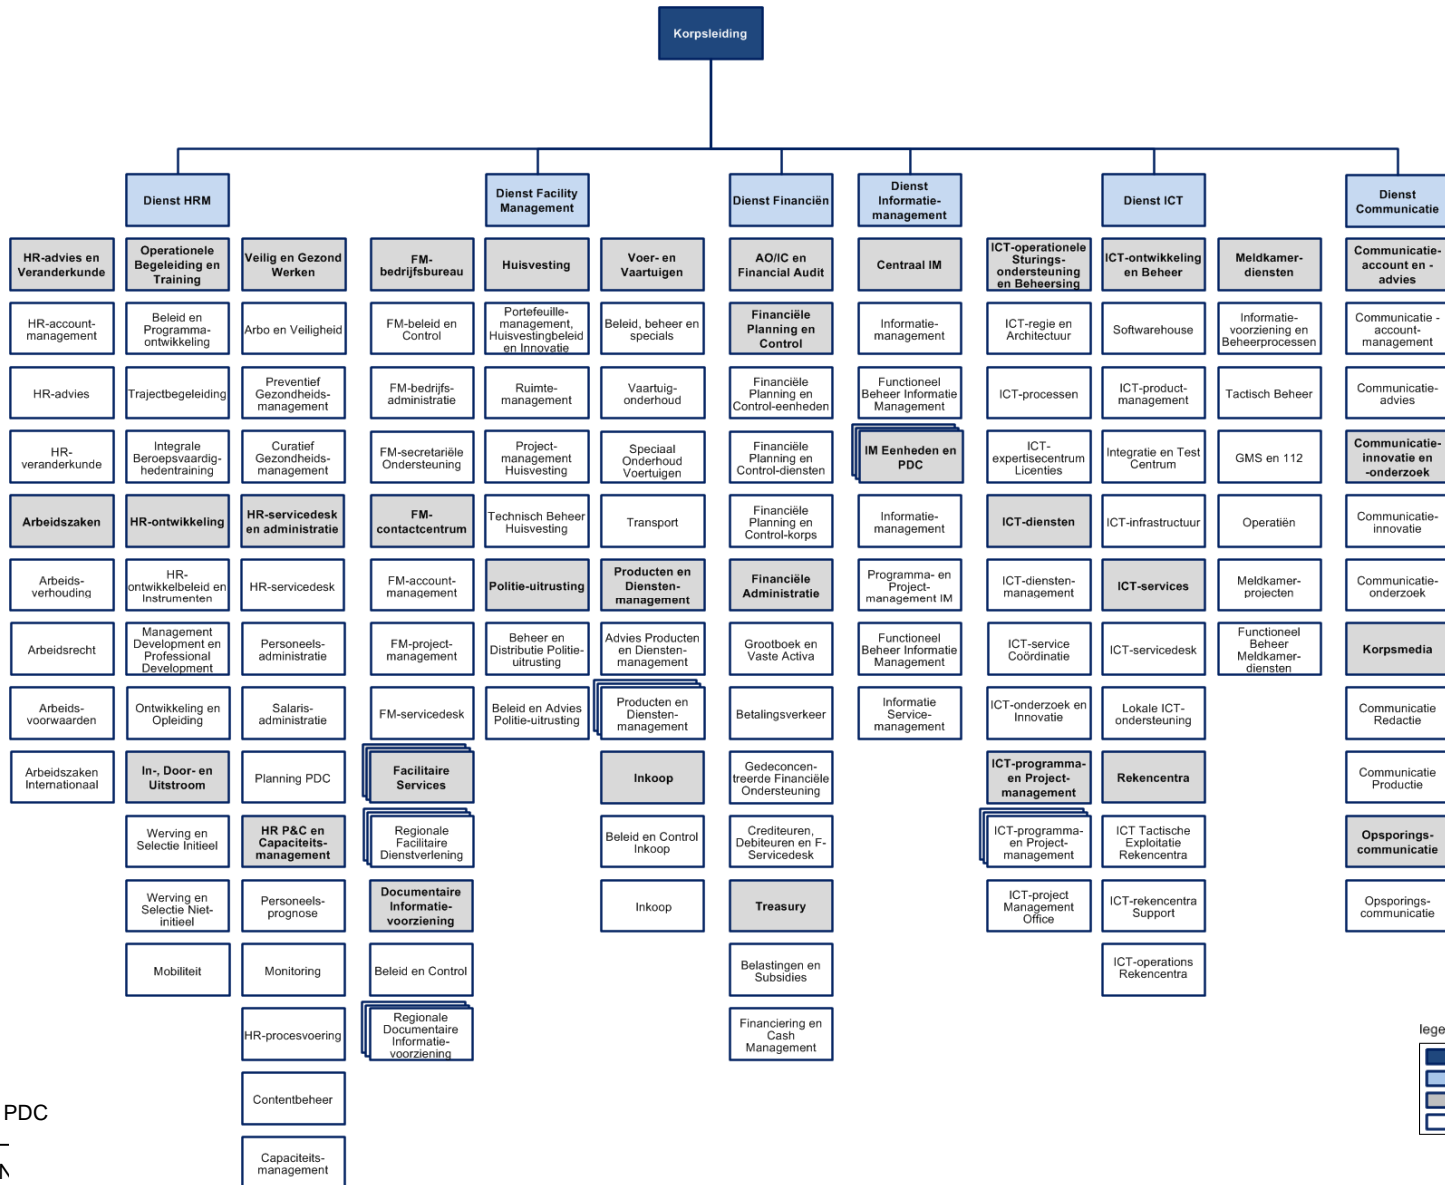 Korpsleiding
Dienst HRM
Dienst Facility
Management
Dienst Financiën
Dienst
Informatie-
management
Dienst ICT
Dienst
Communicatie
HR-advies en
Veranderkunde
HR-account-
management
HR-advies
HR-
veranderkunde
Arbeidszaken
Arbeids-
verhouding
Arbeidsrecht
Arbeids-
voorwaarden
Arbeidszaken
Internationaal
Operationele
Begeleiding en
Training
Beleid en
Programma-
ontwikkeling
Trajectbegeleiding
Integrale
Beroepsvaardig-
hedentraining
HR-ontwikkeling
HR-
ontwikkelbeleid en
Instrumenten
Management
Development en
Professional
Development
Ontwikkeling en
Opleiding
In-, Door- en
Uitstroom
Werving en
Selectie Initieel
Werving en
Selectie Niet-
initieel
Mobiliteit
Veilig en Gezond
Werken
Arbo en Veiligheid
Preventief
Gezondheids-
management
Curatief
Gezondheids-
management
HR-servicedesk
en administratie
HR-servicedesk
Personeels-
administratie
Salaris-
administratie
Planning PDC
HR P&C en
Capaciteits-
management
Personeels-
prognose
Monitoring
HR-procesvoering
Contentbeheer
Capaciteits-
management
FM-
bedrijfsbureau
FM-beleid en
Control
FM-bedrijfs-
administratie
FM-secretariële
Ondersteuning
FM-
contactcentrum
FM-account-
management
FM-project-
management
FM-servicedesk
Facilitaire
Services
Regionale
Facilitaire
Dienstverlening
Documentaire
Informatie-
voorziening
Beleid en Control
Regionale
Documentaire
Informatie-
voorziening
Huisvesting
Portefeuille-
management,
Huisvestingbeleid
en Innovatie
Ruimte-
management
Project-
management
Huisvesting
Technisch Beheer
Huisvesting
Politie-uitrusting
Beheer en
Distributie Politie-
uitrusting
Beleid en Advies
Politie-uitrusting
Voer- en
Vaartuigen
Beleid, beheer en
specials
Vaartuig-
onderhoud
Speciaal
Onderhoud
Voertuigen
Transport
Producten en
Diensten-
management
Advies Producten
en Diensten-
management
Producten en
Diensten-
management
Inkoop
Beleid en Control
Inkoop
Inkoop
AO/IC en
Financial Audit
Financiële
Planning en
Control
Financiële
Planning en
Control-eenheden
Financiële
Planning en
Control-diensten
Financiële
Planning en
Control-korps
Financiële
Administratie
Grootboek en
Vaste Activa
Betalingsverkeer
Gedeconcen-
treerde Financiële
Ondersteuning
Crediteuren,
Debiteuren en F-
Servicedesk
Treasury
Belastingen en
Subsidies
Financiering en
Cash
Management
Centraal IM
Informatie-
management
Functioneel
Beheer Informatie
Management
IM Eenheden en
PDC
Informatie-
management
Programma- en
Project-
management IM
Functioneel
Beheer Informatie
Management
Informatie
Service-
management
ICT-operationele
Sturings-
ondersteuning
en Beheersing
ICT-regie en
Architectuur
ICT-processen
ICT-
expertisecentrum
Licenties
ICT-diensten
ICT-diensten-
management
ICT-service
Coördinatie
ICT-onderzoek en
Innovatie
ICT-programma-
en Project-
management
ICT-programma-
en Project-
management
ICT-project
Management
Office
ICT-ontwikkeling
en Beheer
Softwarehouse
ICT-product-
management
Integratie en Test
Centrum
ICT-infrastructuur
ICT-services
ICT-servicedesk
Lokale ICT-
ondersteuning
Rekencentra
ICT Tactische
Exploitatie
Rekencentra
ICT-rekencentra
Support
ICT-operations
Rekencentra
Meldkamer-
diensten
Informatie-
voorziening en
Beheerprocessen
Tactisch Beheer
GMS en 112
Operatiën
Meldkamer-
projecten
Functioneel
Beheer
Meldkamer-
diensten
Communicatie-
account en -
advies
Communicatie -
account-
management
Communicatie-
advies
Communicatie-
innovatie en
-onderzoek
Communicatie-
innovatie
Communicatie-
onderzoek
Korpsmedia
Communicatie
Redactie
Communicatie
Productie
Opsporings-
communicatie
Opsporings-
communicatie
lege
PDC